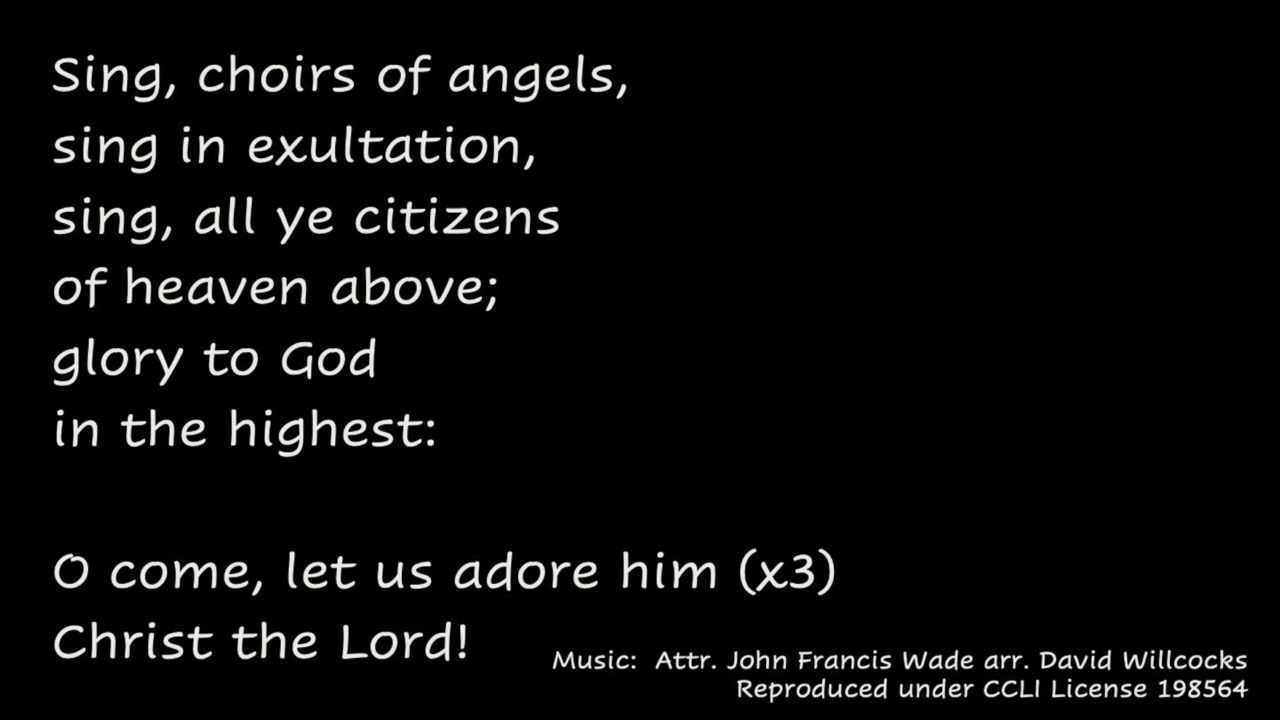 Sing, choirs of angels,
sing in exultation,
sing, all ye citizens
of heaven above;
glory to God
in the highest:
O come, let us adore him (x3)
Christ the Lord!
Music:  Attr. John Francis Wade arr. David Willcocks
Reproduced under CCLI License 198564